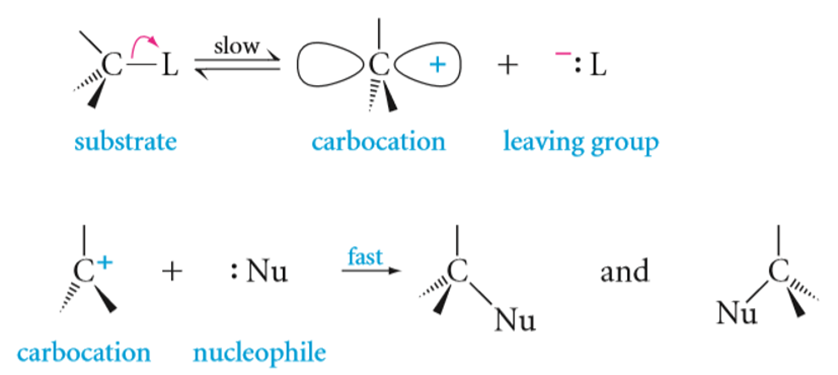 slow
C—L
C
+
+
−:L
substrate
carbocation
leaving group
C+
+
:Nu
fast
C
Nu
and
C
Nu
carbocation
nucleophile